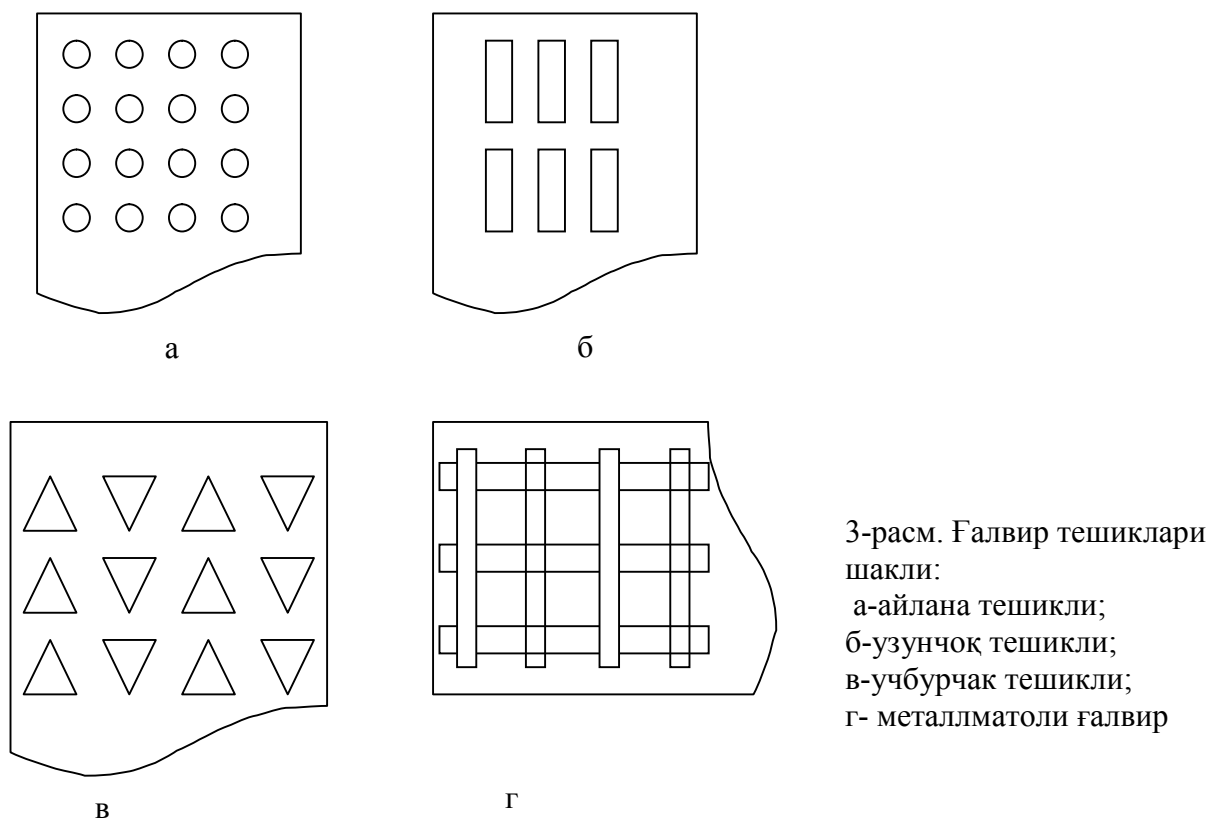 а
б
в
г
3-расм. Ғалвир тешиклари
шакли:
а-айлана тешикли;
б-узунчоқ тешикли;
в-учбурчак тешикли;
г- металлматоли ғалвир